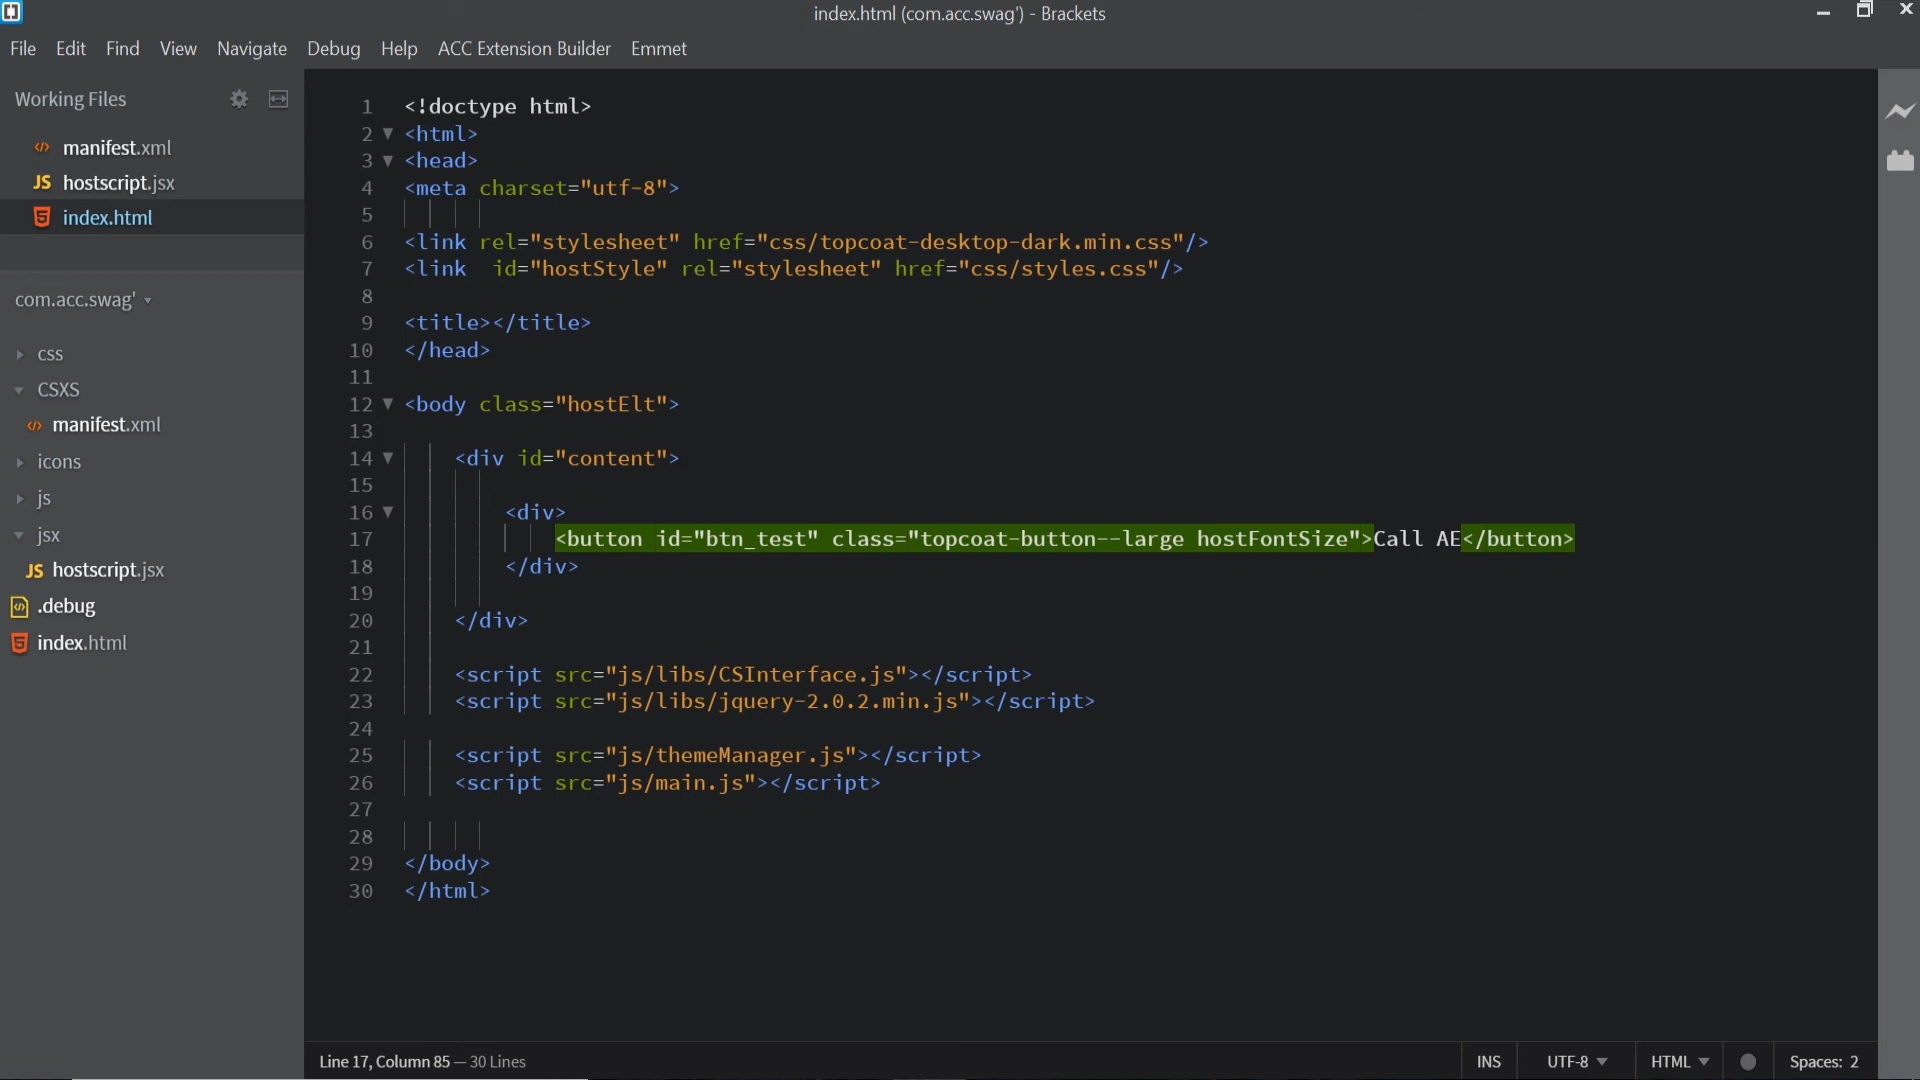 index.html (com.acc.swag') - Brackets
File Edit Find View Navigate Debug Help ACC Extension Builder Emmet
Working Files
manifest.xml
JS hostscript.jsx
index.html
com.acc.swag'
css
CSXS
manifest.xml
icons
js
jsx
JS hostscript.jsx
.debug
index.html
1 <!doctype html>
2 <html>
3 <head>
4 <meta charset="utf-8">
5
6 <link rel="stylesheet" href="css/topcoat-desktop-dark.min.css"/>
7 <link  id="hostStyle" rel="stylesheet" href="css/styles.css"/>
8
9 <title></title>
10 </head>
11
12 <body class="hostElt">
13
14 <div id="content">
15
16 <div>
17 <button id="btn_test" class="topcoat-button--large hostFontSize">Call AE</button>
18 </div>
19
20 </div>
21
22 <script src="js/libs/CSInterface.js"></script>
23 <script src="js/libs/jquery-2.0.2.min.js"></script>
24
25 <script src="js/themeManager.js"></script>
26 <script src="js/main.js"></script>
27
28
29 </body>
30 </html>
Line 17, Column 85 — 30 Lines INS UTF-8 HTML Spaces: 2